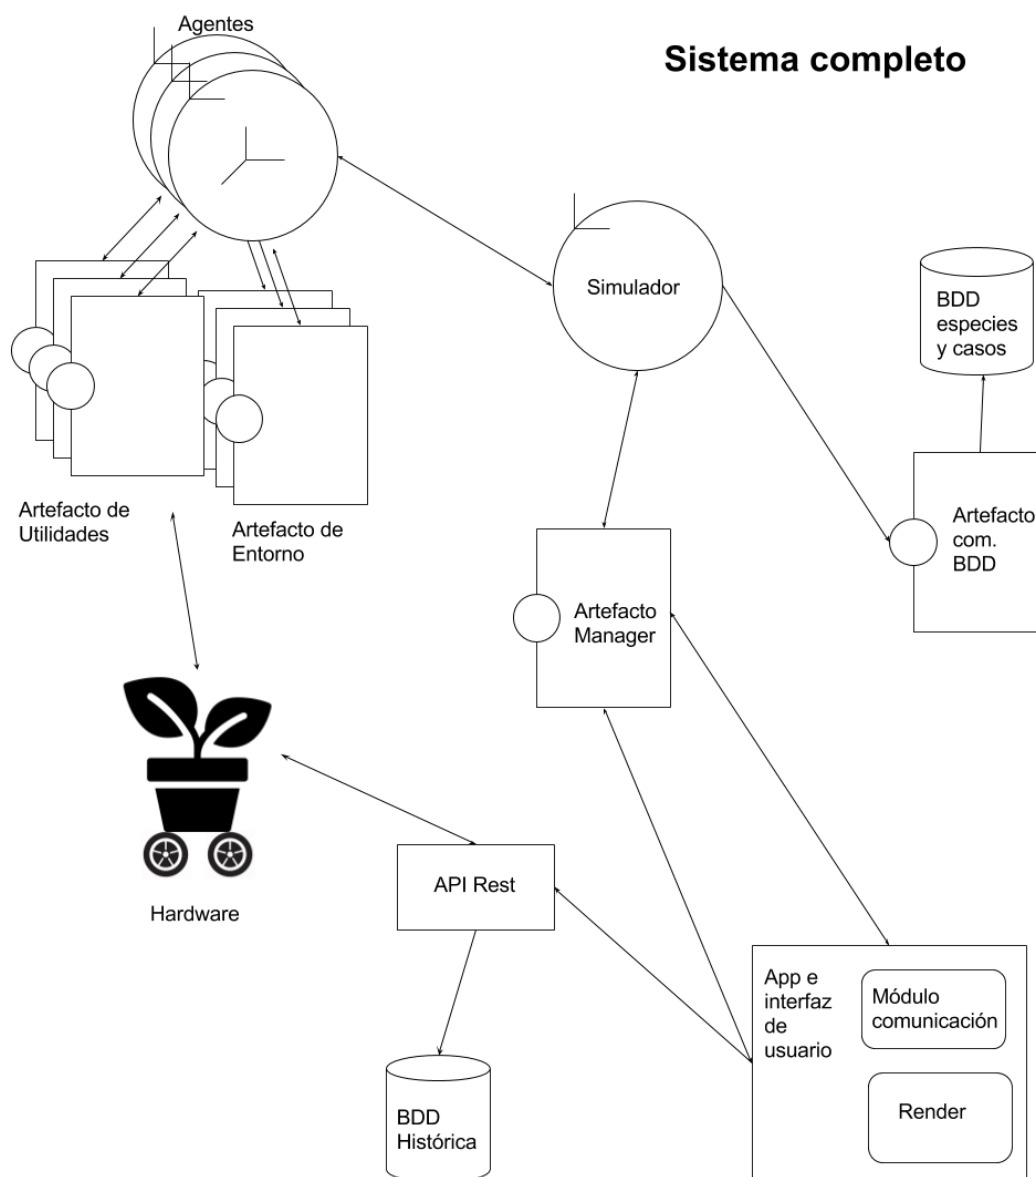 Agentes
Sistema completo
Simulador
BDD
especies
y casos
Artefacto de
Utilidades
Artefacto de
Entorno
Artefacto
com.
BDD
Artefacto
Manager
Hardware
API Rest
App e
interfaz
de
usuario
Módulo
comunicación
Render
BDD
Histórica